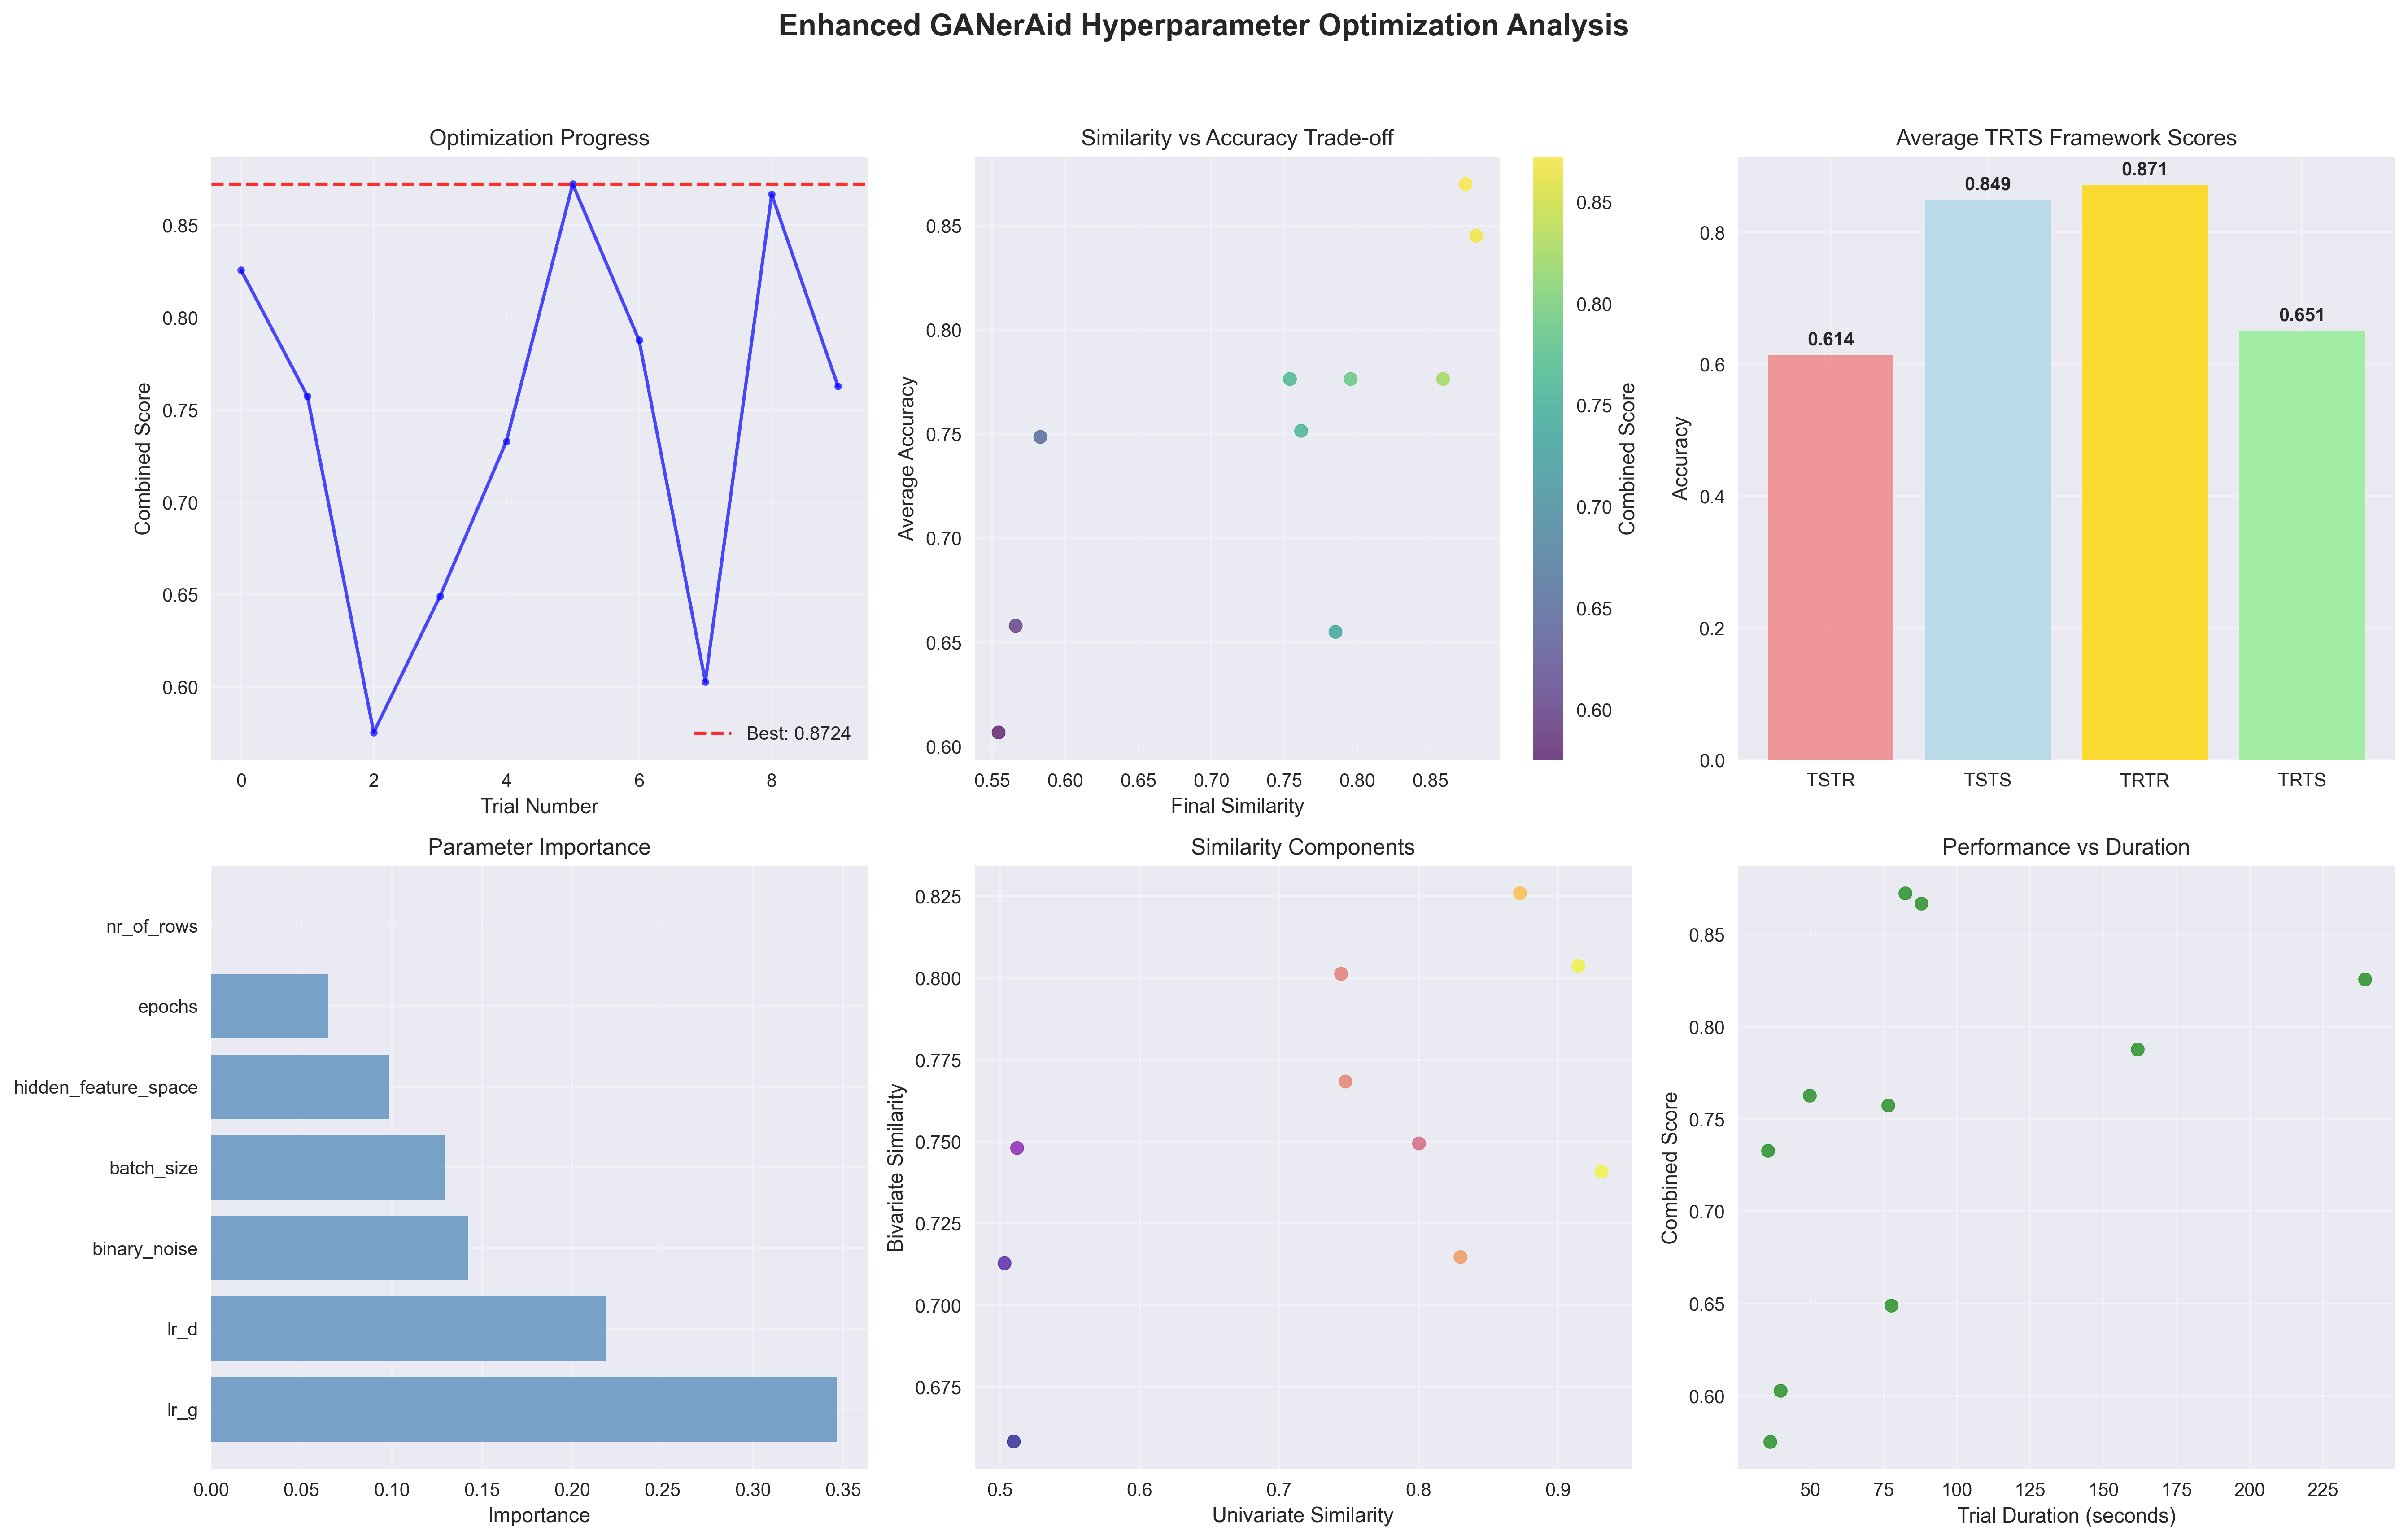 Enhanced GANerAid Hyperparameter Optimization Analysis
Optimization Progress
Combined Score
0.85
0.80
0.75
0.70
0.65
0.60
Best: 0.8724
0 2 4 6 8
Trial Number
Similarity vs Accuracy Trade-off
Average Accuracy
0.85
0.80
0.75
0.70
0.65
0.60
0.55 0.60 0.65 0.70 0.75 0.80 0.85
Final Similarity
0.85
0.80
0.75
0.70
0.65
0.60
Combined Score
Average TRTS Framework Scores
Accuracy
0.8
0.6
0.4
0.2
0.0
0.614
0.849
0.871
0.651
TSTR TSTS TRTR TRTS
Parameter Importance
nr_of_rows
epochs
hidden_feature_space
batch_size
binary_noise
lr_d
lr_g
0.00 0.05 0.10 0.15 0.20 0.25 0.30 0.35
Importance
Similarity Components
Bivariate Similarity
0.825
0.800
0.775
0.750
0.725
0.700
0.675
0.5 0.6 0.7 0.8 0.9
Univariate Similarity
Performance vs Duration
Combined Score
0.85
0.80
0.75
0.70
0.65
0.60
50 75 100 125 150 175 200 225
Trial Duration (seconds)